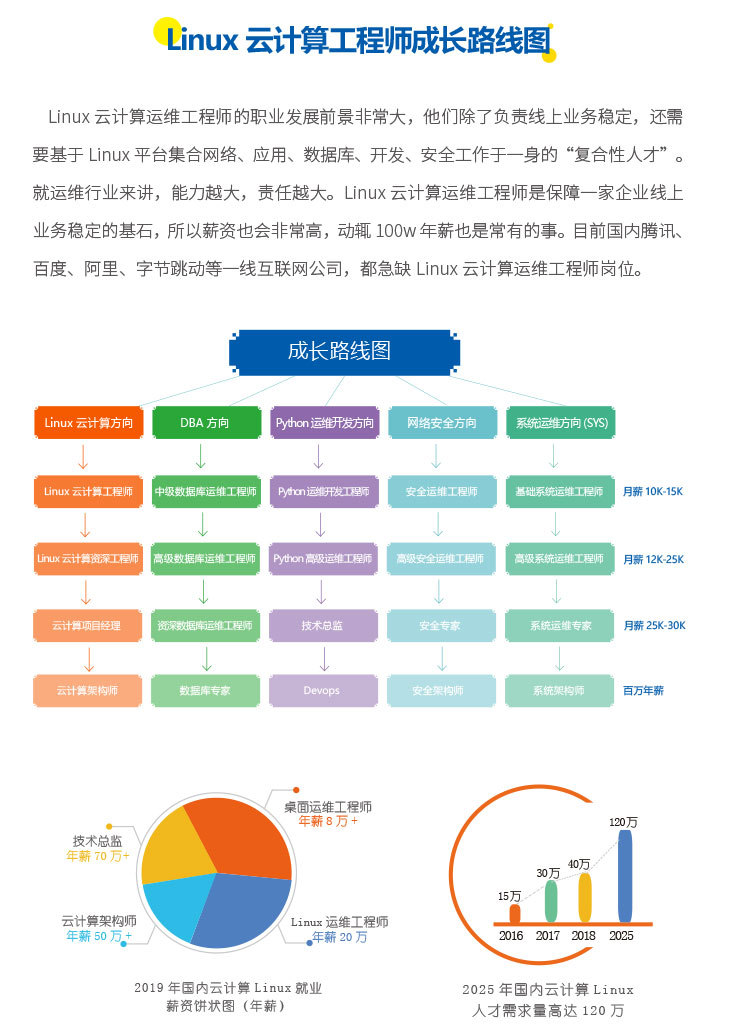 Linux 云计算工程师成长路线图
Linux 云计算运维工程师的职业发展前景非常大，他们除了负责线上业务稳定，还需
要基于 Linux 平台集合网络、应用、数据库、开发、安全工作于一身的“复合性人才”。
就运维行业来讲，能力越大，责任越大。Linux 云计算运维工程师是保障一家企业线上
业务稳定的基石，所以薪资也会非常高，动辄 100w 年薪也是常有的事。目前国内腾讯、
百度、阿里、字节跳动等一线互联网公司，都急缺 Linux 云计算运维工程师岗位。
成长路线图
Linux 云计算方向 DBA 方向 Python 运维开发方向 网络安全方向 系统运维方向 (SYS)
Linux 云计算工程师 中级数据库运维工程师 Python 运维开发工程师 安全运维工程师 基础系统运维工程师 月薪 10K-15K
Linux 云计算资深工程师 高级数据库运维工程师 Python 高级运维工程师 高级安全运维工程师 高级系统运维工程师 月薪 12K-25K
云计算项目经理 资深数据库运维工程师 技术总监 安全专家 系统运维专家 月薪 25K-30K
云计算架构师 数据库专家 Devops 安全架构师 系统架构师 百万年薪
桌面运维工程师
年薪 8 万 +
技术总监
年薪 70 万 +
云计算架构师
年薪 50 万 +
Linux 运维工程师
年薪 20 万
2019 年国内云计算 Linux 就业
薪资饼状图（年薪）
15万 30万 40万 120万
2016 2017 2018 2025
2025 年国内云计算 Linux
人才需求量高达 120 万